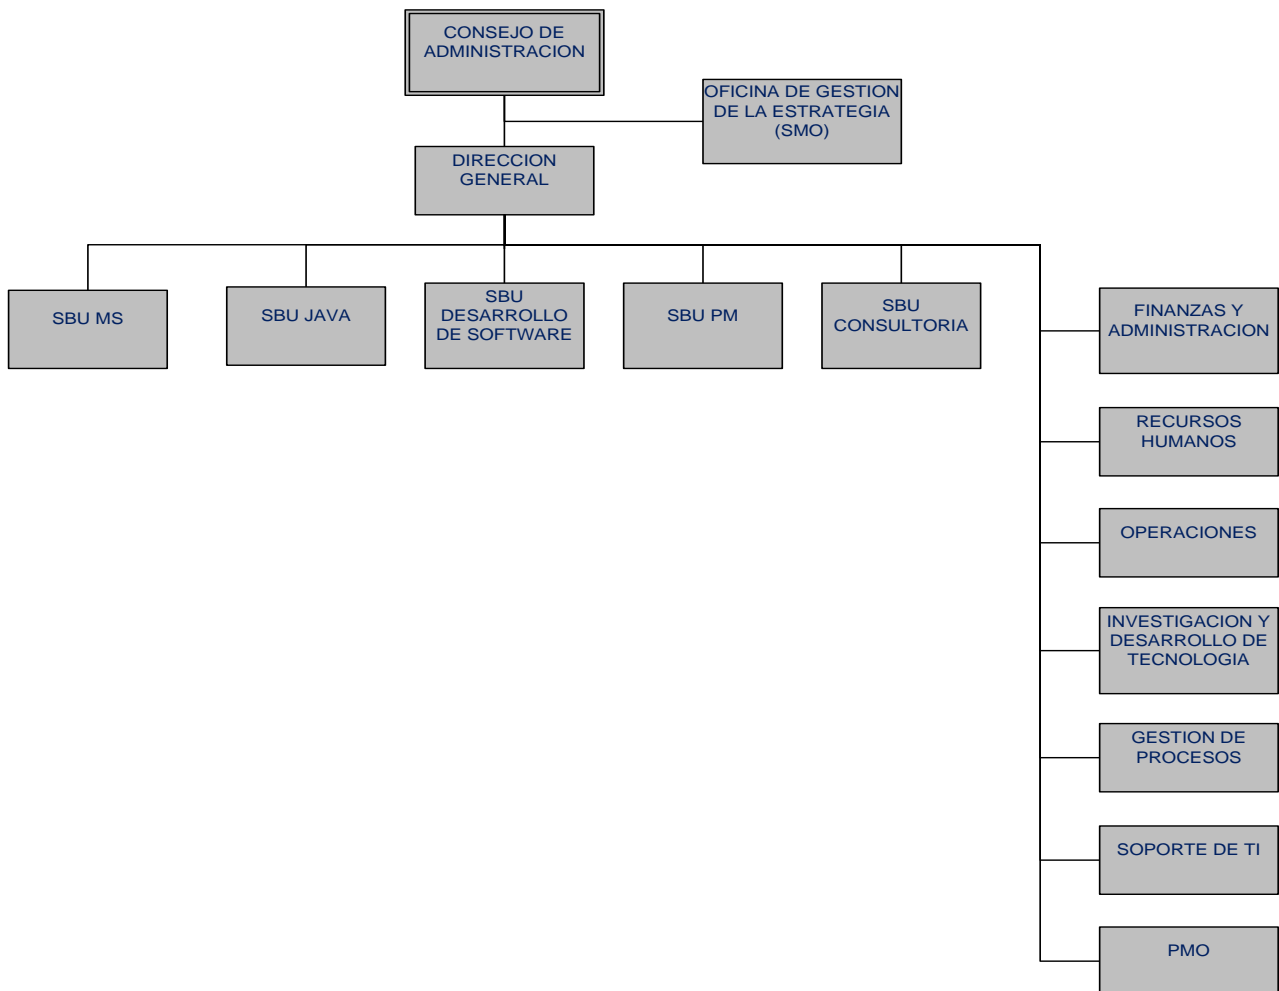 CONSEJO DE
ADMINISTRACION
OFICINA DE GESTION
DE LA ESTRATEGIA
(SMO)
DIRECCION
GENERAL
SBU MS
SBU JAVA
SBU
DESARROLLO
DE SOFTWARE
SBU PM
SBU
CONSULTORIA
FINANZAS Y
ADMINISTRACION
RECURSOS
HUMANOS
OPERACIONES
INVESTIGACION Y
DESARROLLO DE
TECNOLOGIA
GESTION DE
PROCESOS
SOPORTE DE TI
PMO